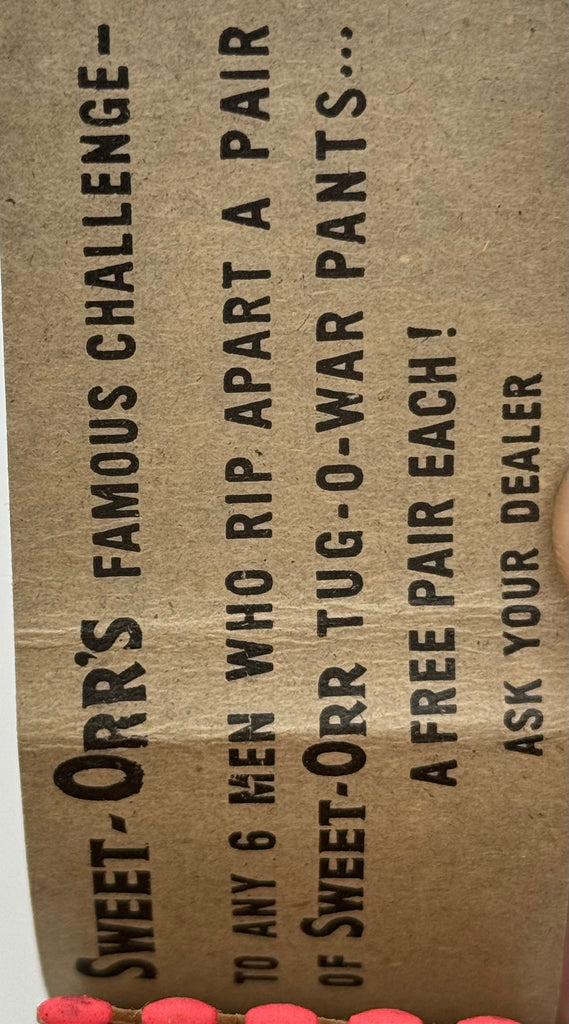 SWEET-ORR'S FAMOUS CHALLENGE-
TO ANY 6 MEN WHO RIP APART A PAIR
OF SWEET-ORR TUG-O-WAR PANTS...
A FREE PAIR EACH!
ASK YOUR DEALER